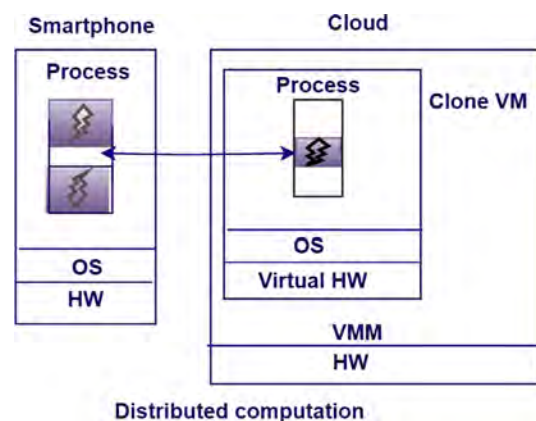 Smartphone
Cloud
Process
Process
Clone VM
OS
HW
OS
Virtual HW
VMM
HW
Distributed computation